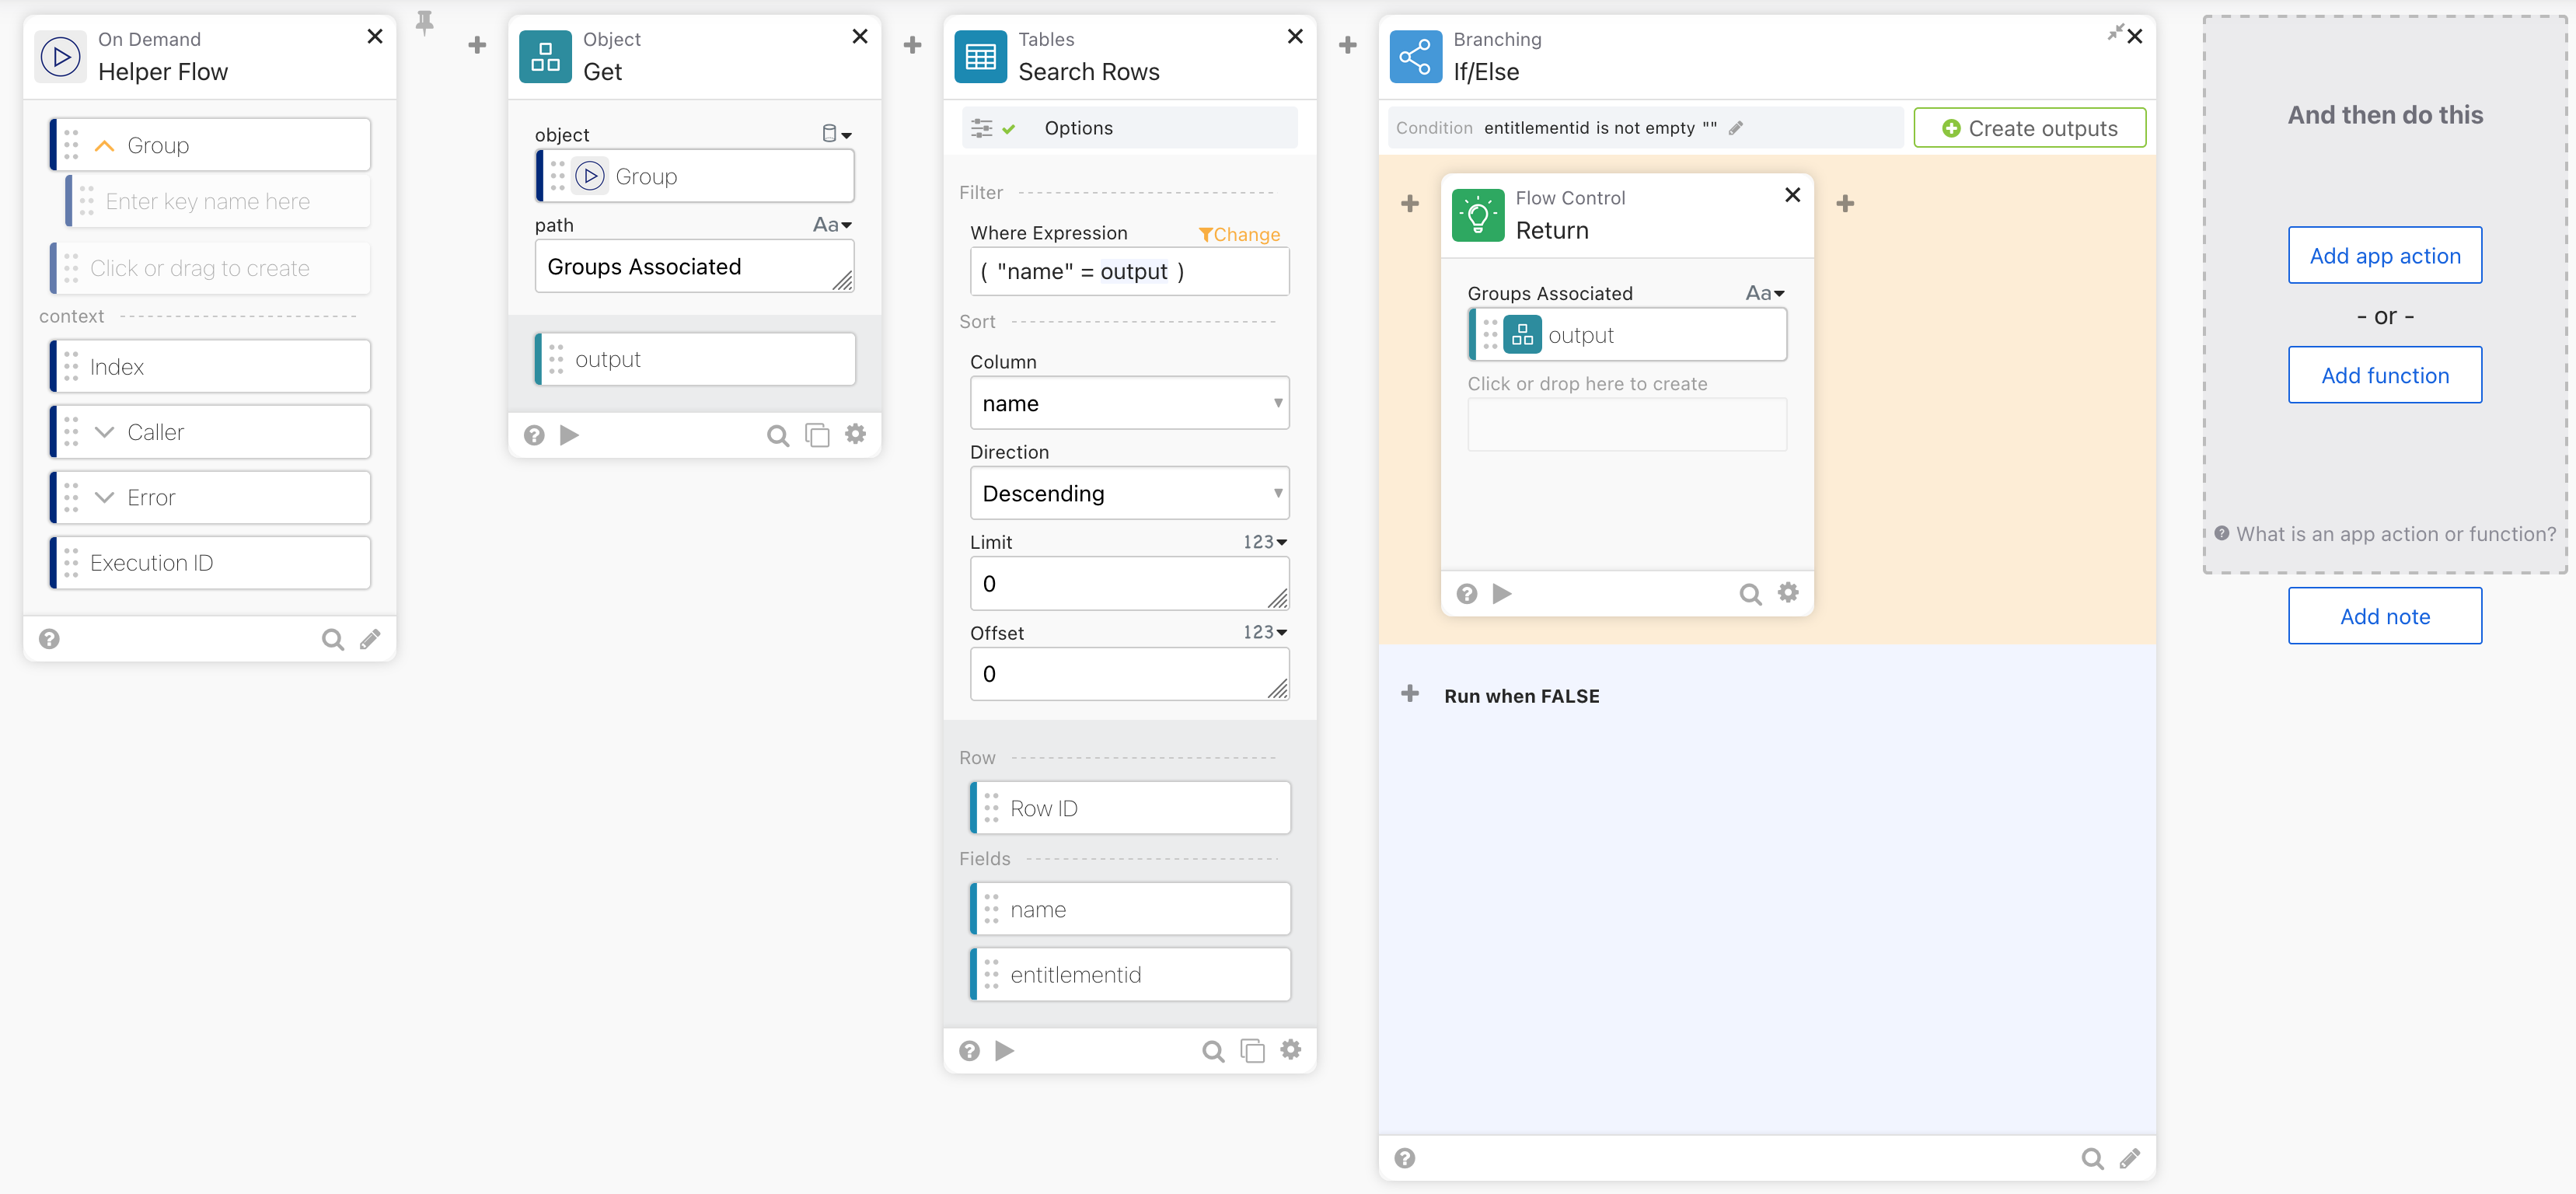 On Demand
Helper Flow
Group
Enter key name here
Click or drag to create
context
Index
Caller
Error
Execution ID
Object
Get
object
Group
path
Aa
Groups Associated
output
Tables
Search Rows
Options
Filter
Where Expression
Change
( "name" = output )
Sort
Column
name
Direction
Descending
Limit
123
0
Offset
123
0
Row
Row ID
Fields
name
entitlementid
Branching
If/Else
Condition entitlementid is not empty ""
Create outputs
Flow Control
Return
Groups Associated
Aa
output
Click or drop here to create
Run when FALSE
And then do this
Add app action
- or -
Add function
What is an app action or function?
Add note